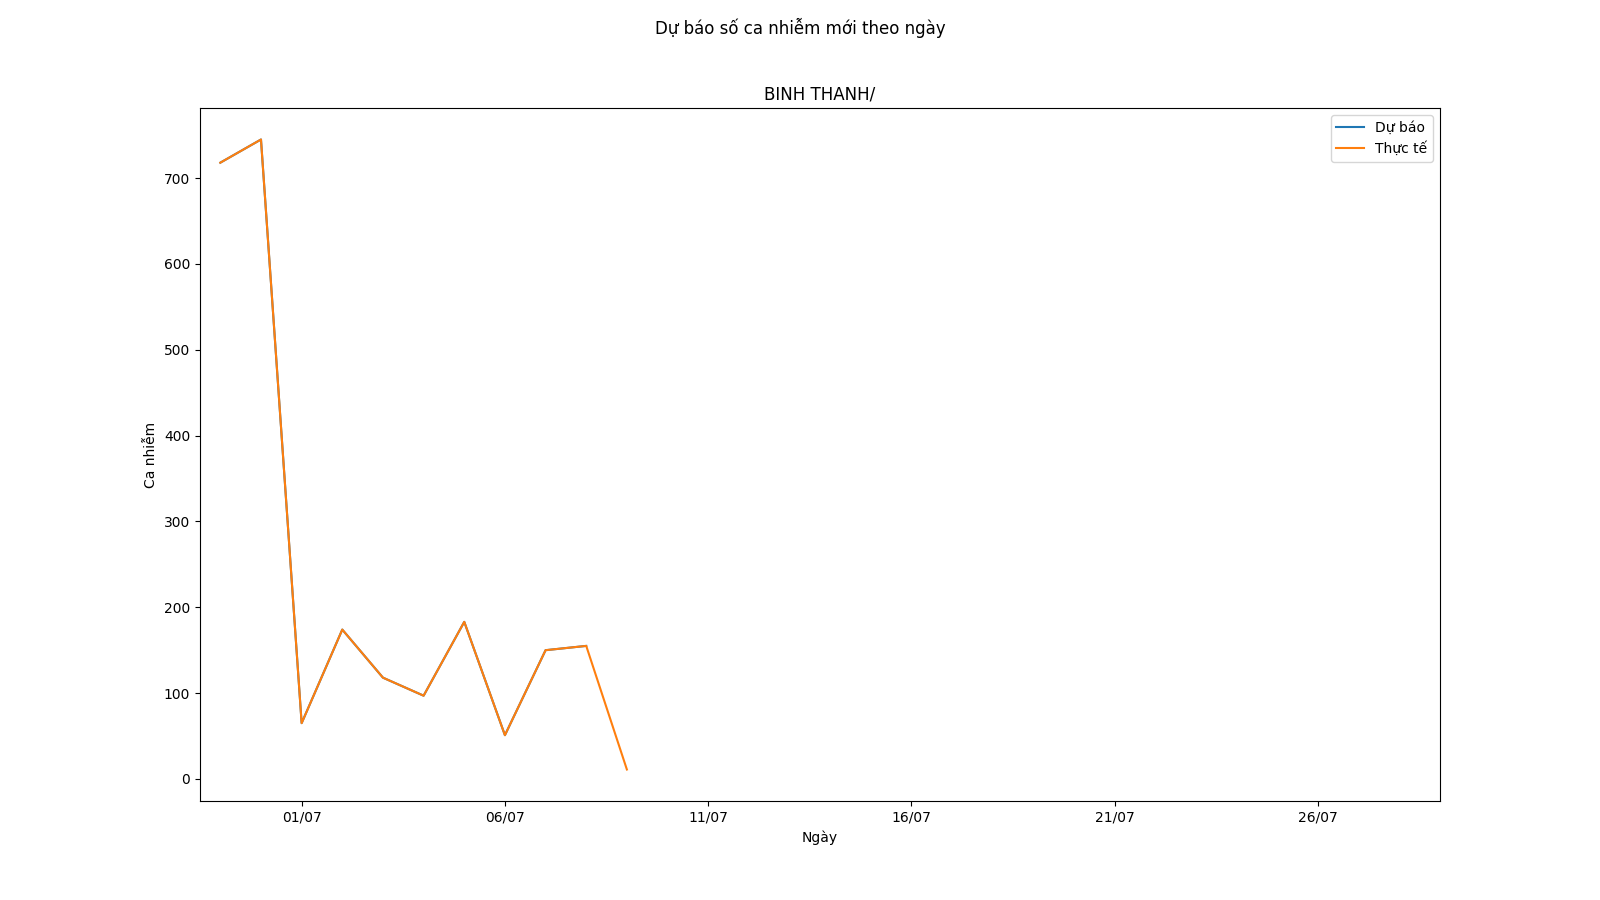 Dự báo số ca nhiễm mới theo ngày
BINH THANH/
Dự báo
Thực tế
700
600
500
400
300
200
100
0
Ca nhiễm
01/07 06/07 11/07 16/07 21/07 26/07
Ngày